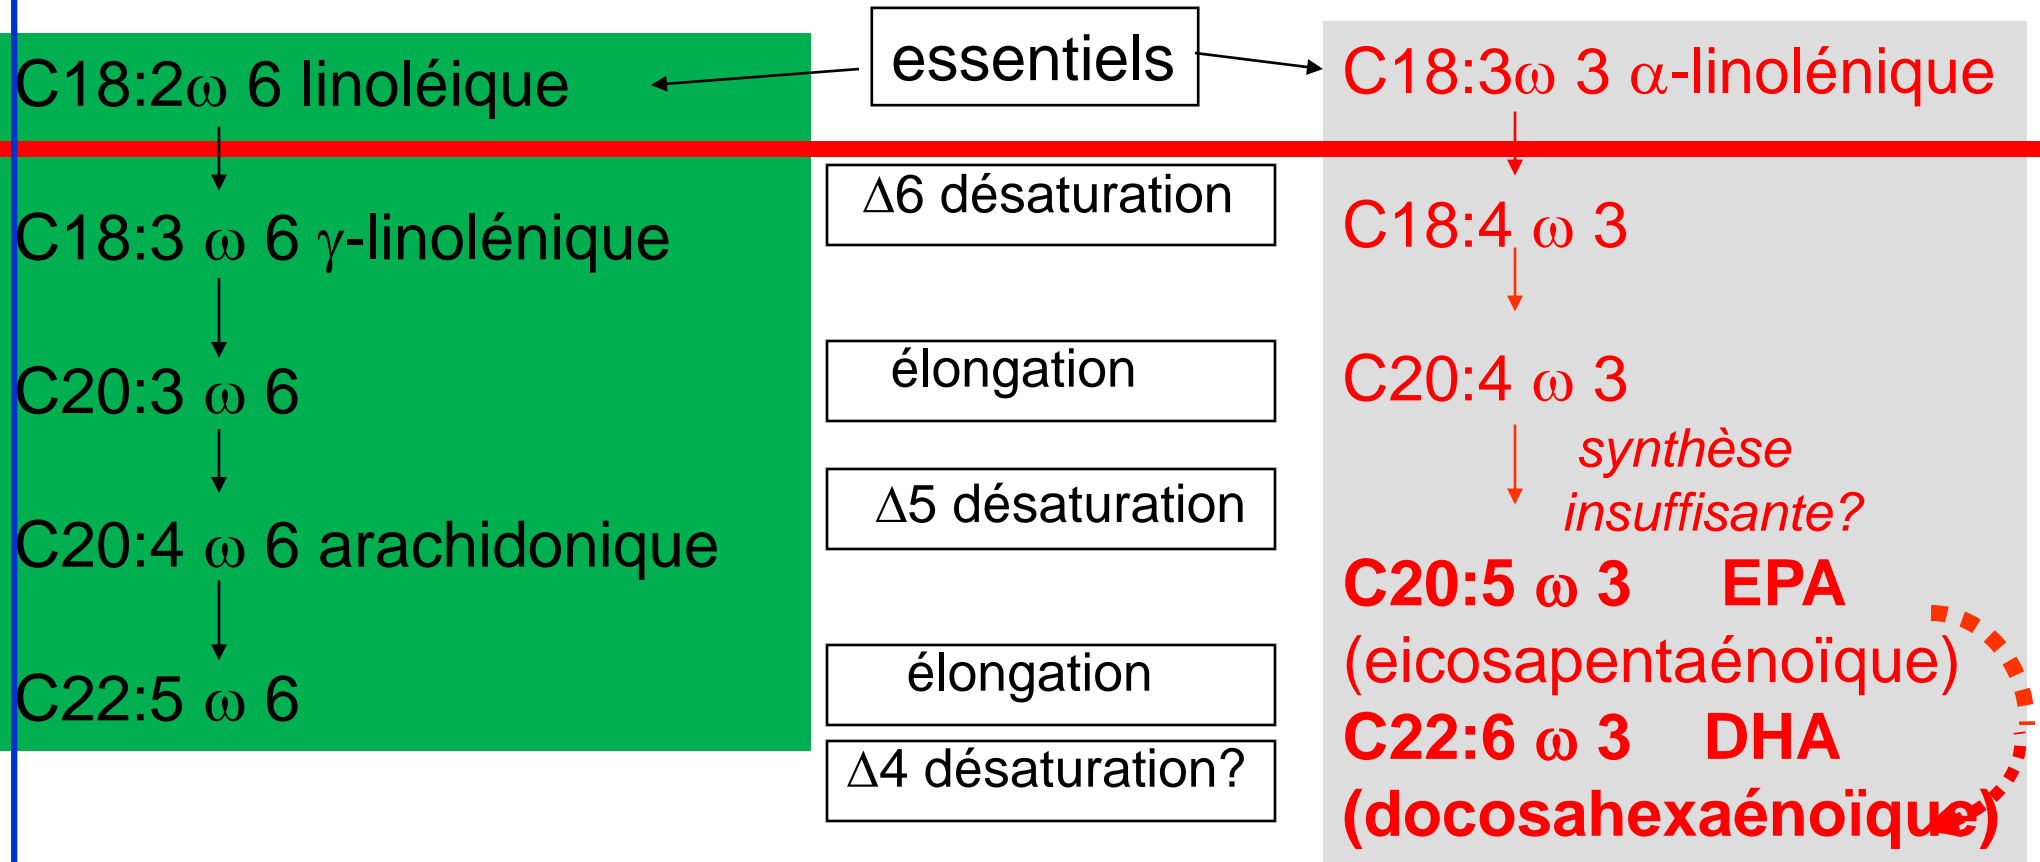 essentiels
C18:2ω 6 linoléique
C18:3 ω 6 γ-linolénique
C20:3 ω 6
C20:4 ω 6 arachidonique
C22:5 ω 6
Δ6 désaturation
élongation
Δ5 désaturation
élongation
Δ4 désaturation?
C18:3ω 3 α-linolénique
C18:4 ω 3
C20:4 ω 3
synthèse
insuffisante?
C20:5 ω 3 EPA
(eicosapentaénoïque)
C22:6 ω 3 DHA
(docosahexaénoïque)